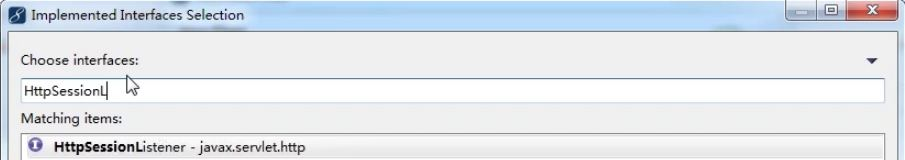 Implemented Interfaces Selection
Choose interfaces:
HttpSessionL
Matching items:
HttpSessionListener - javax.servlet.http